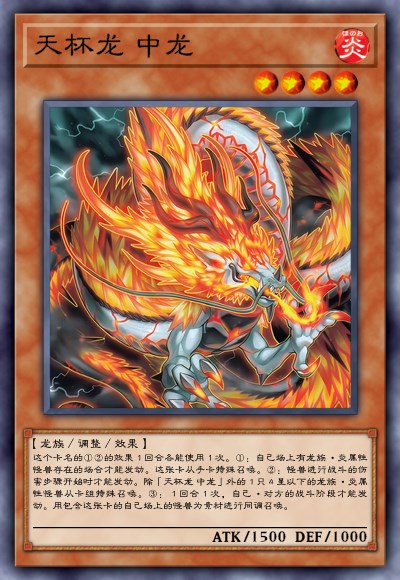 天杯龙 中龙
ほのお
炎
【龙族／调整／效果】
这个卡名的①②的效果1回合各能使用1次。①：自己场上有龙族・炎属性
怪兽存在的场合才能发动。这张卡从手卡特殊召唤。②：怪兽进行战斗的伤
害步骤开始时才能发动。除「天杯龙 中龙」外的1只4星以下的龙族・炎属
性怪兽从卡组特殊召唤。③：1回合1次，自己・对方的战斗阶段才能发
动。用包含这张卡的自己场上的怪兽为素材进行同调召唤。
ATK/1500 DEF/1000